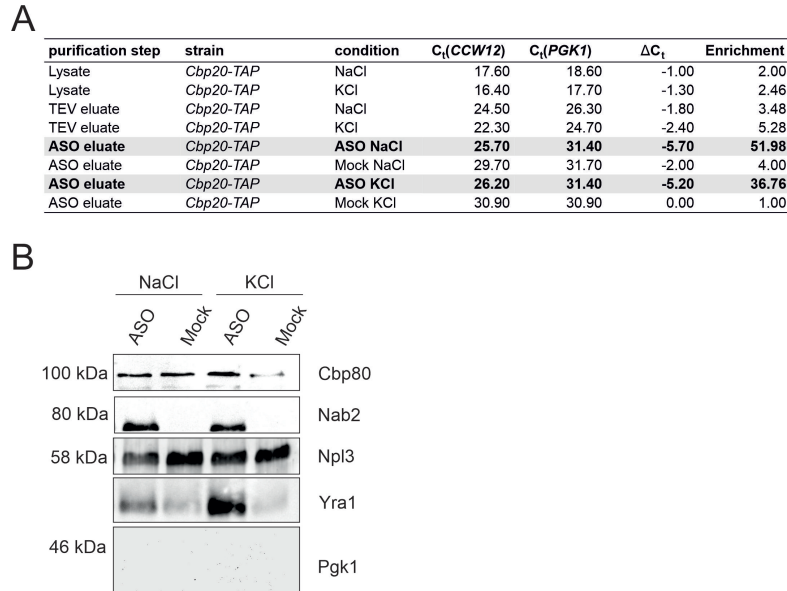 A
purification step strain condition Ct(CCW12) Ct(PGK1) ΔCt Enrichment
Lysate Cbp20-TAP NaCl 17.60 18.60 -1.00 2.00
Lysate Cbp20-TAP KCl 16.40 17.70 -1.30 2.46
TEV eluate Cbp20-TAP NaCl 24.50 26.30 -1.80 3.48
TEV eluate Cbp20-TAP KCl 22.30 24.70 -2.40 5.28
ASO eluate Cbp20-TAP ASO NaCl 25.70 31.40 -5.70 51.98
ASO eluate Cbp20-TAP Mock NaCl 29.70 31.70 -2.00 4.00
ASO eluate Cbp20-TAP ASO KCl 26.20 31.40 -5.20 36.76
ASO eluate Cbp20-TAP Mock KCl 30.90 30.90 0.00 1.00
B
NaCl KCl
ASO Mock ASO Mock
100 kDa Cbp80
80 kDa Nab2
58 kDa Npl3
Yra1
46 kDa
Pgk1